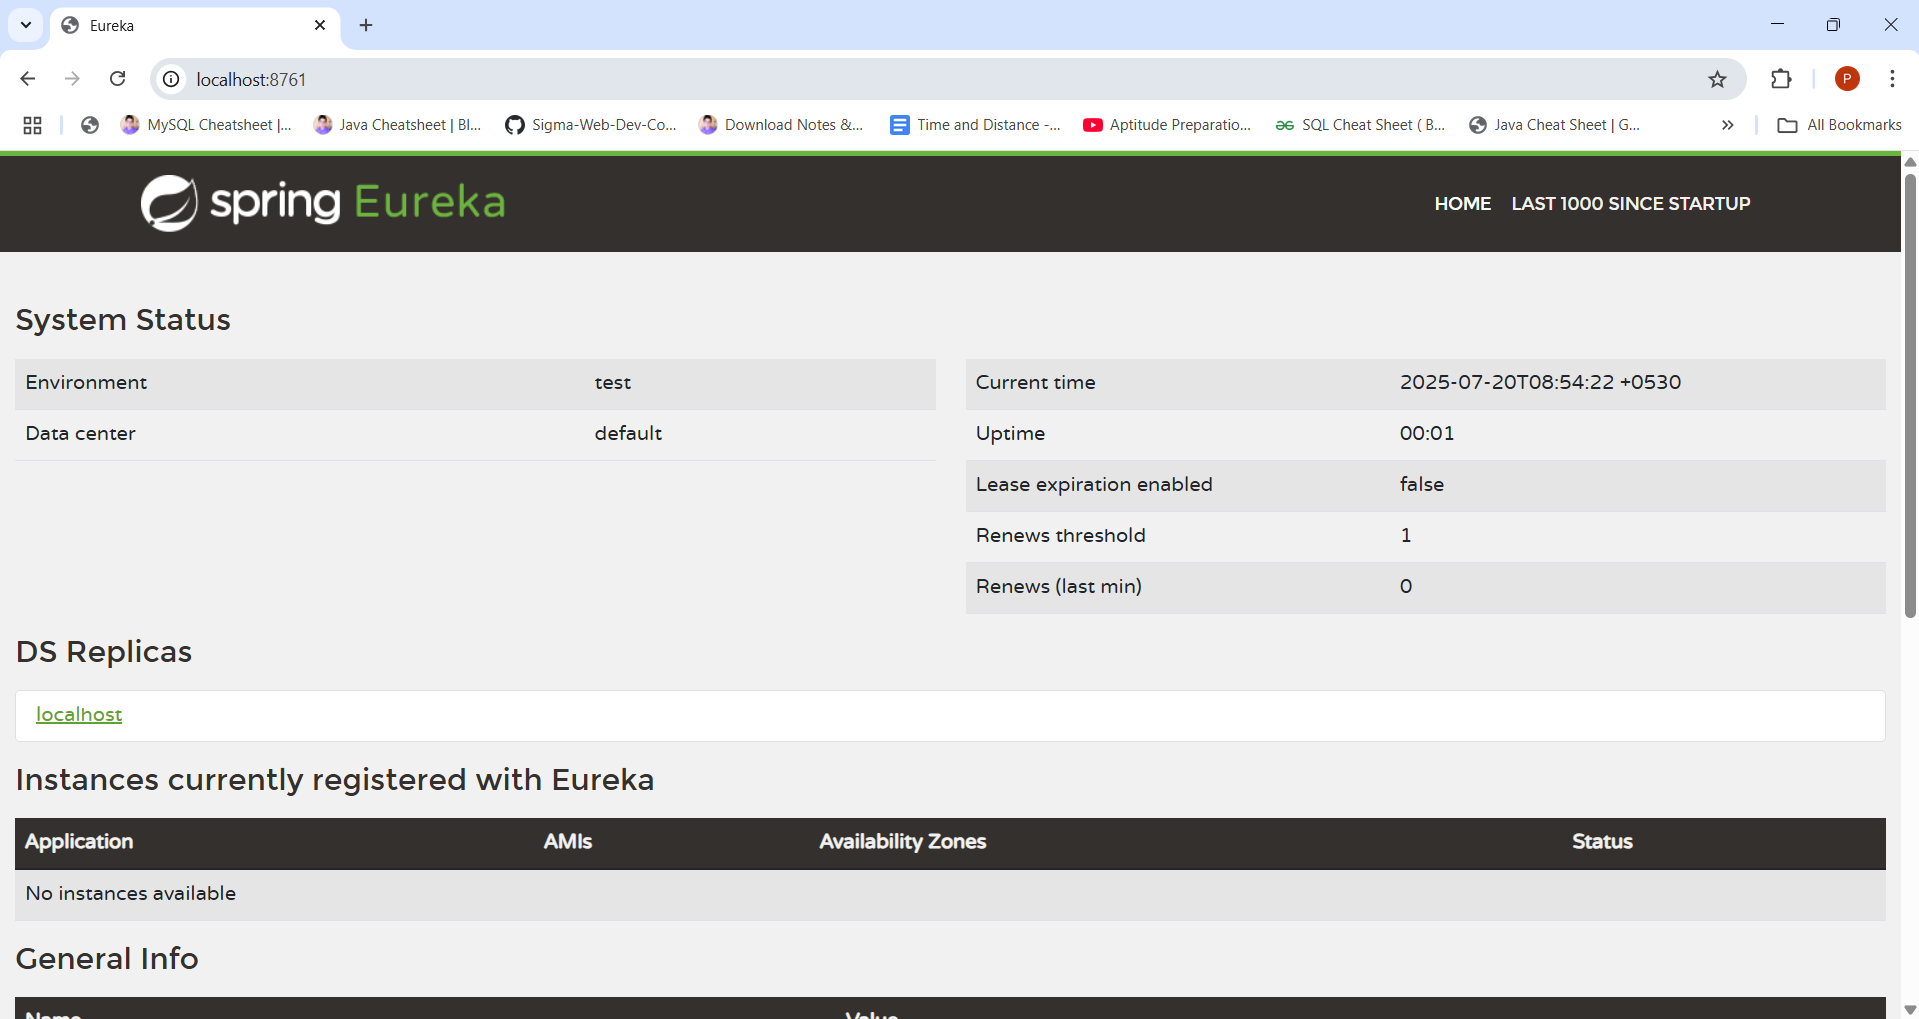 Eureka
localhost:8761
MySQL Cheatsheet |...
Java Cheatsheet | Bl...
Sigma-Web-Dev-Co...
Download Notes &...
Time and Distance -...
Aptitude Preparatio...
SQL Cheat Sheet ( B...
Java Cheat Sheet | G...
All Bookmarks
P
spring Eureka
HOME
LAST 1000 SINCE STARTUP
System Status
Environment test
Data center default
Current time 2025-07-20T08:54:22 +0530
Uptime 00:01
Lease expiration enabled false
Renews threshold 1
Renews (last min) 0
DS Replicas
localhost
Instances currently registered with Eureka
Application AMIs Availability Zones Status
No instances available
General Info
Name Value